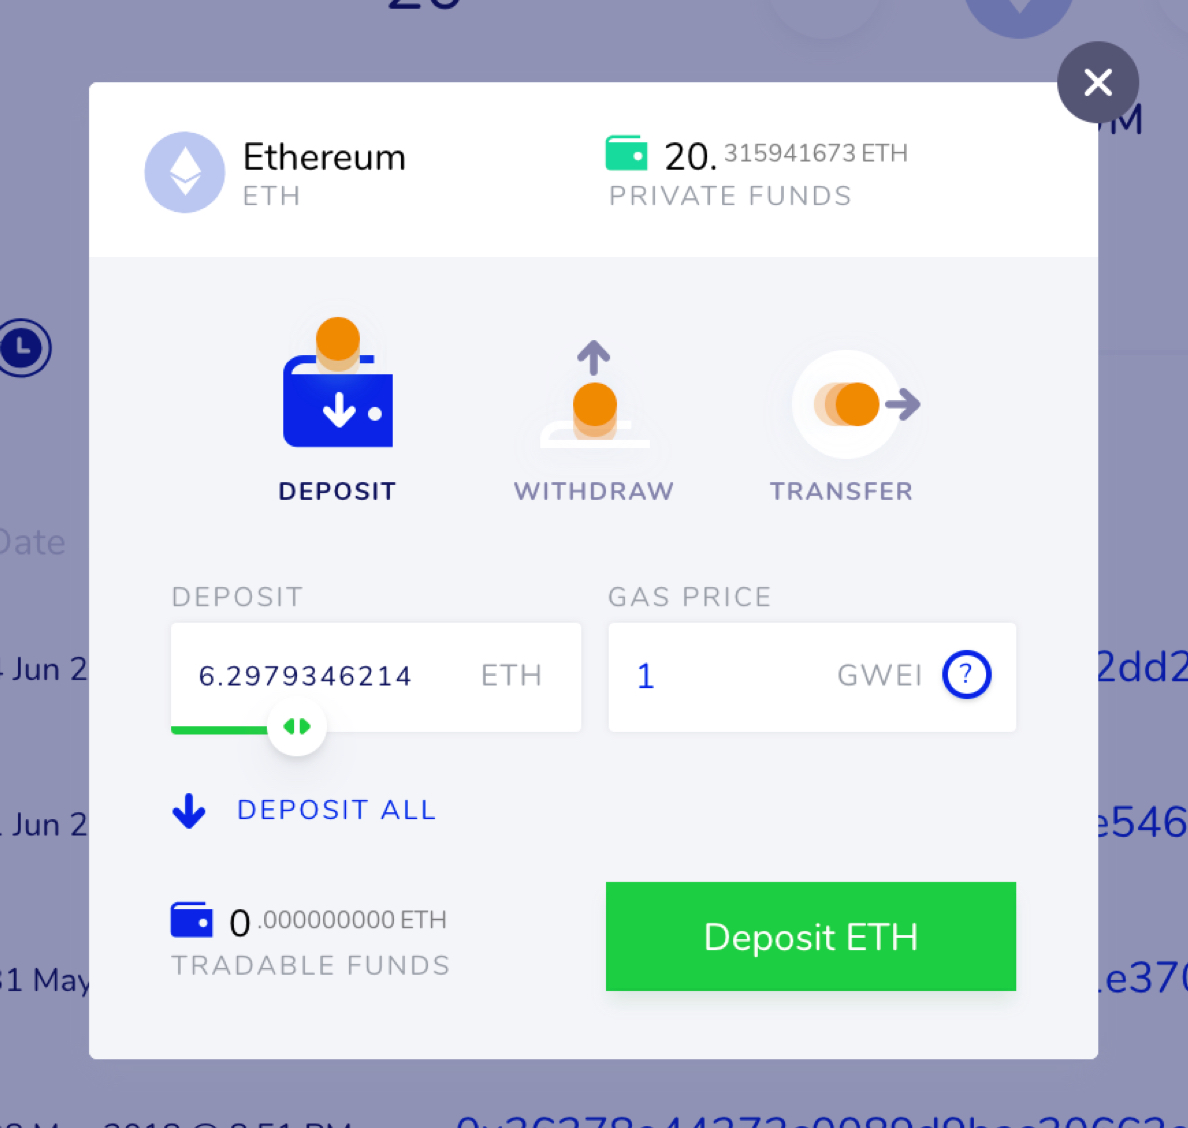 Ethereum
ETH
20.315941673 ETH
PRIVATE FUNDS
DEPOSIT
WITHDRAW
TRANSFER
Date
DEPOSIT
GAS PRICE
6.2979346214 ETH
1 GWEI ?
Jun 2
2dd2
DEPOSIT ALL
Jun 2
e546
0.000000000 ETH
TRADABLE FUNDS
Deposit ETH
31 May
e370